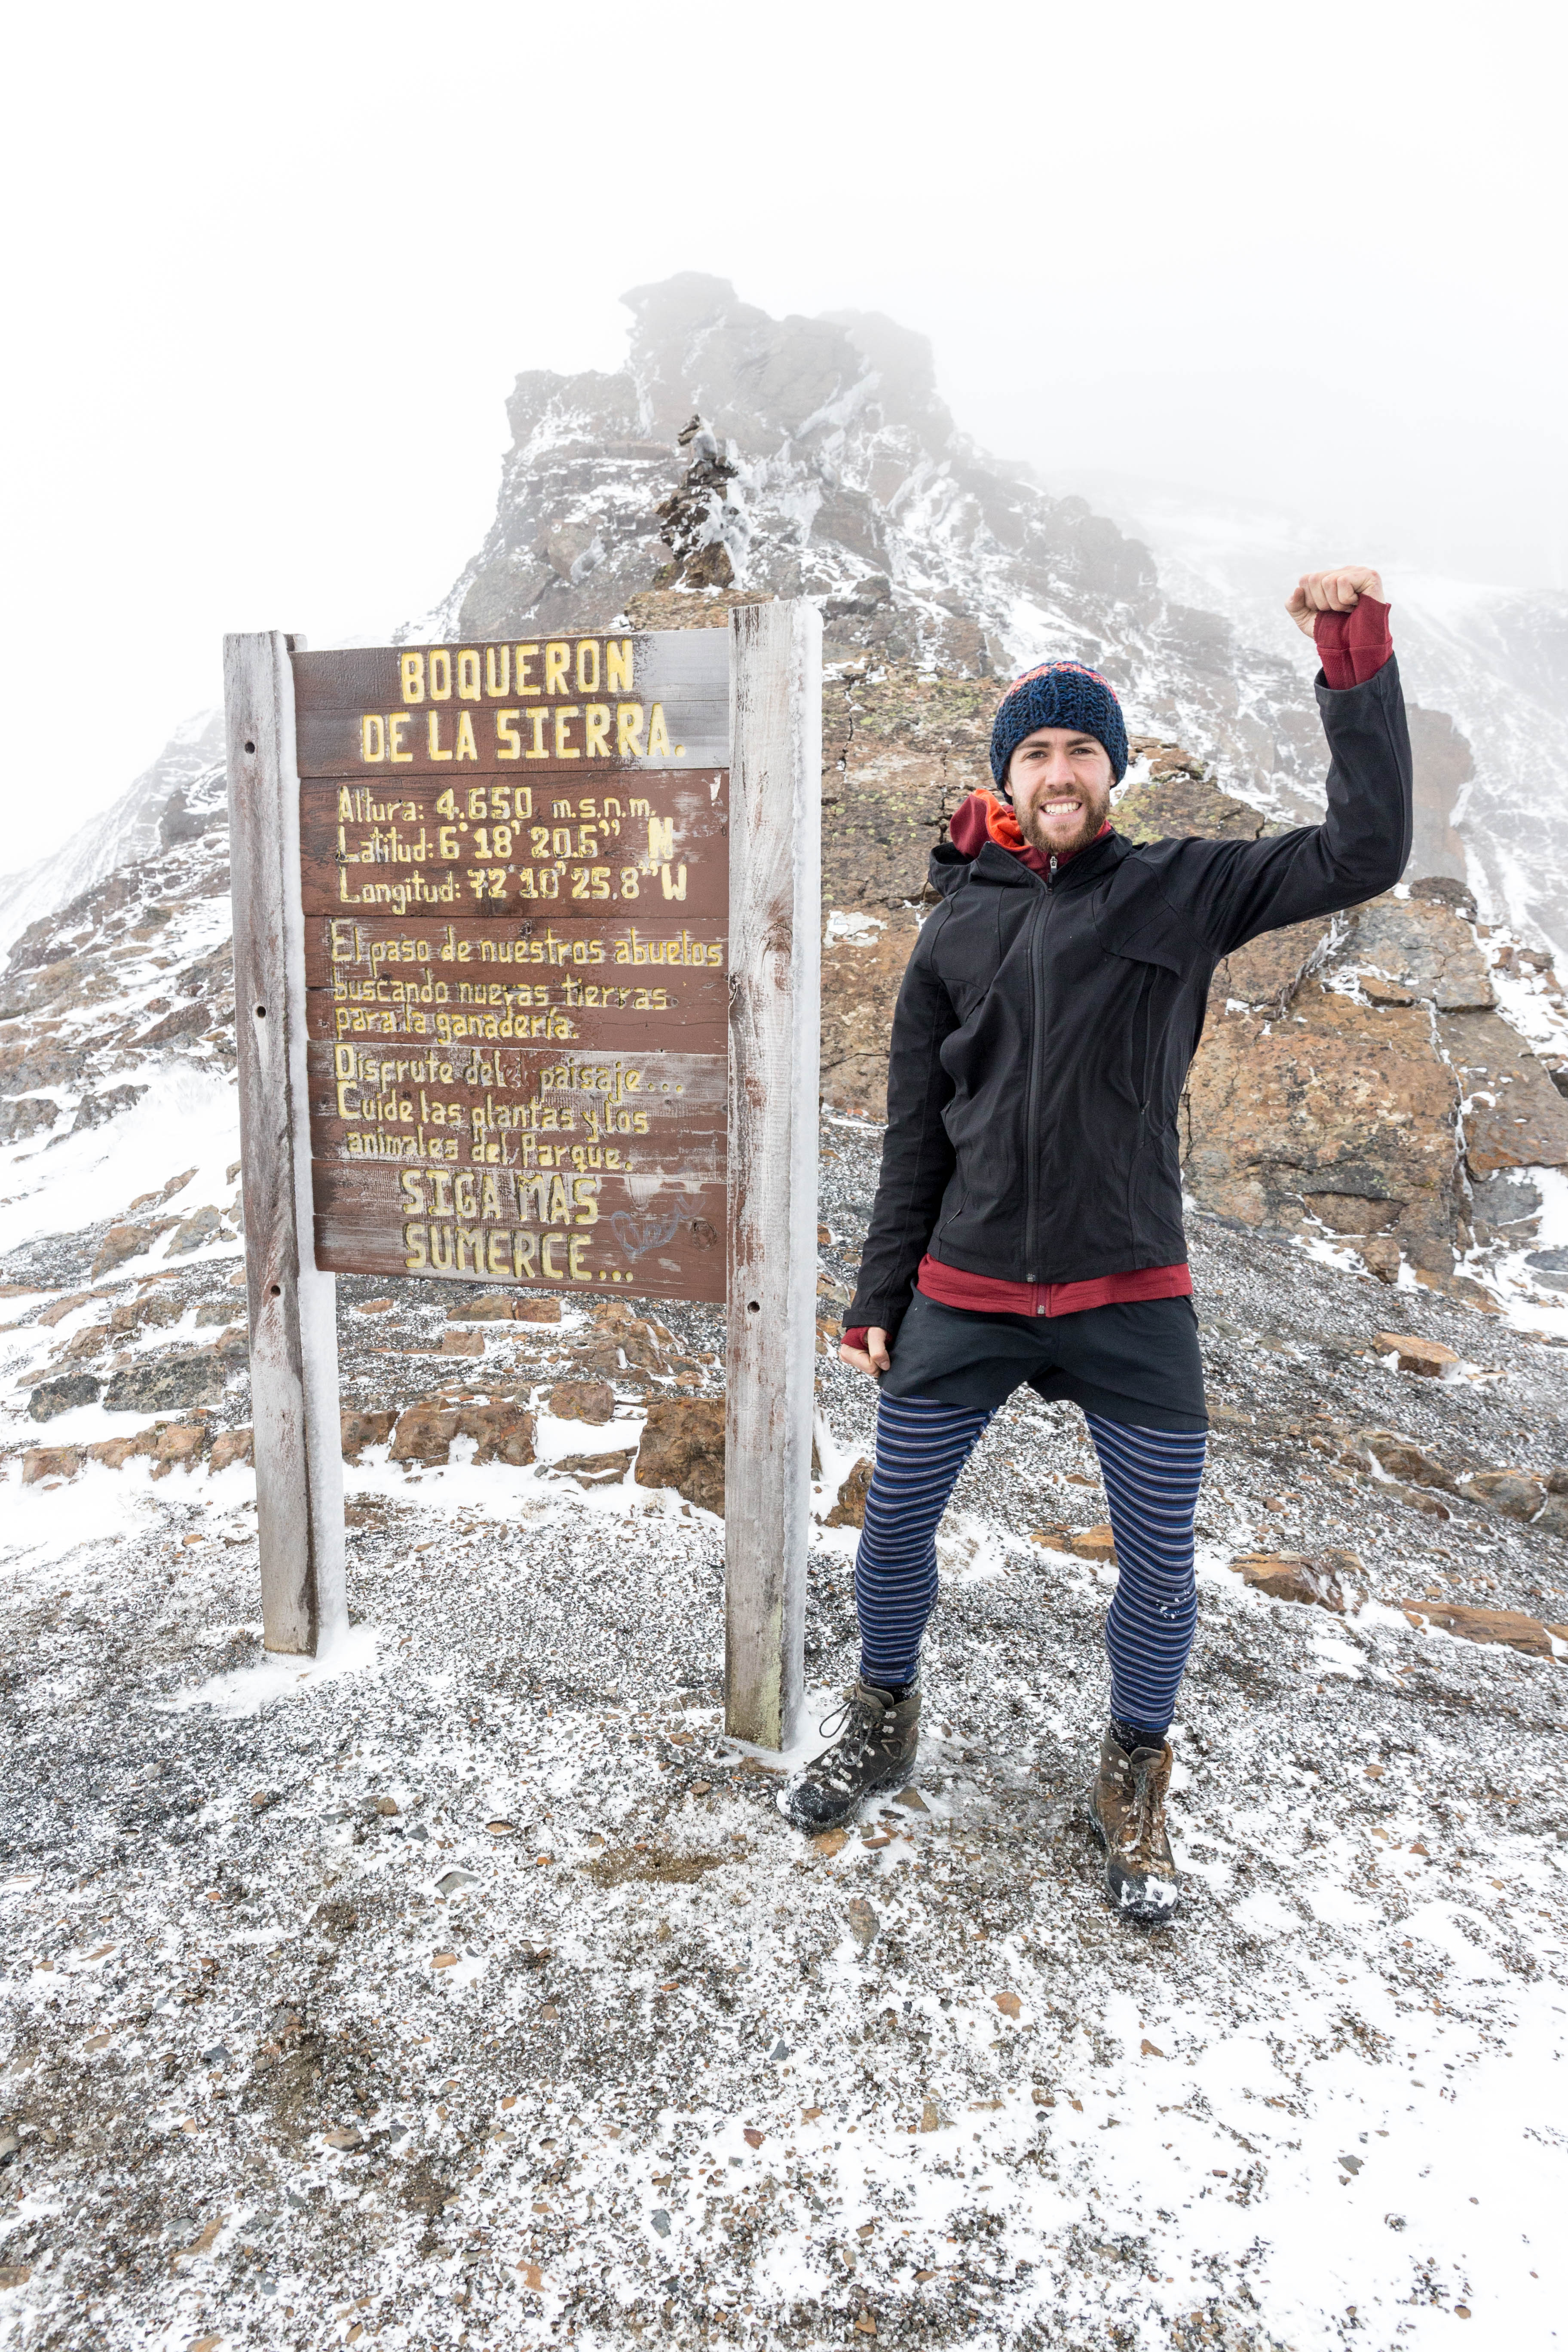 BOQUERON
DE LA SIERRA.
Altura: 4.650 m.s.n.m.
Latitud: 6° 18' 20.6" N
Longitud: 72° 10' 25.8" W
El paso de nuestros abuelos
buscando nuevas tierras
para la ganadería.
Disfrute del paisaje...
Cuide las plantas y los
animales del Parque.
SIGA MAS
SUMERCE...